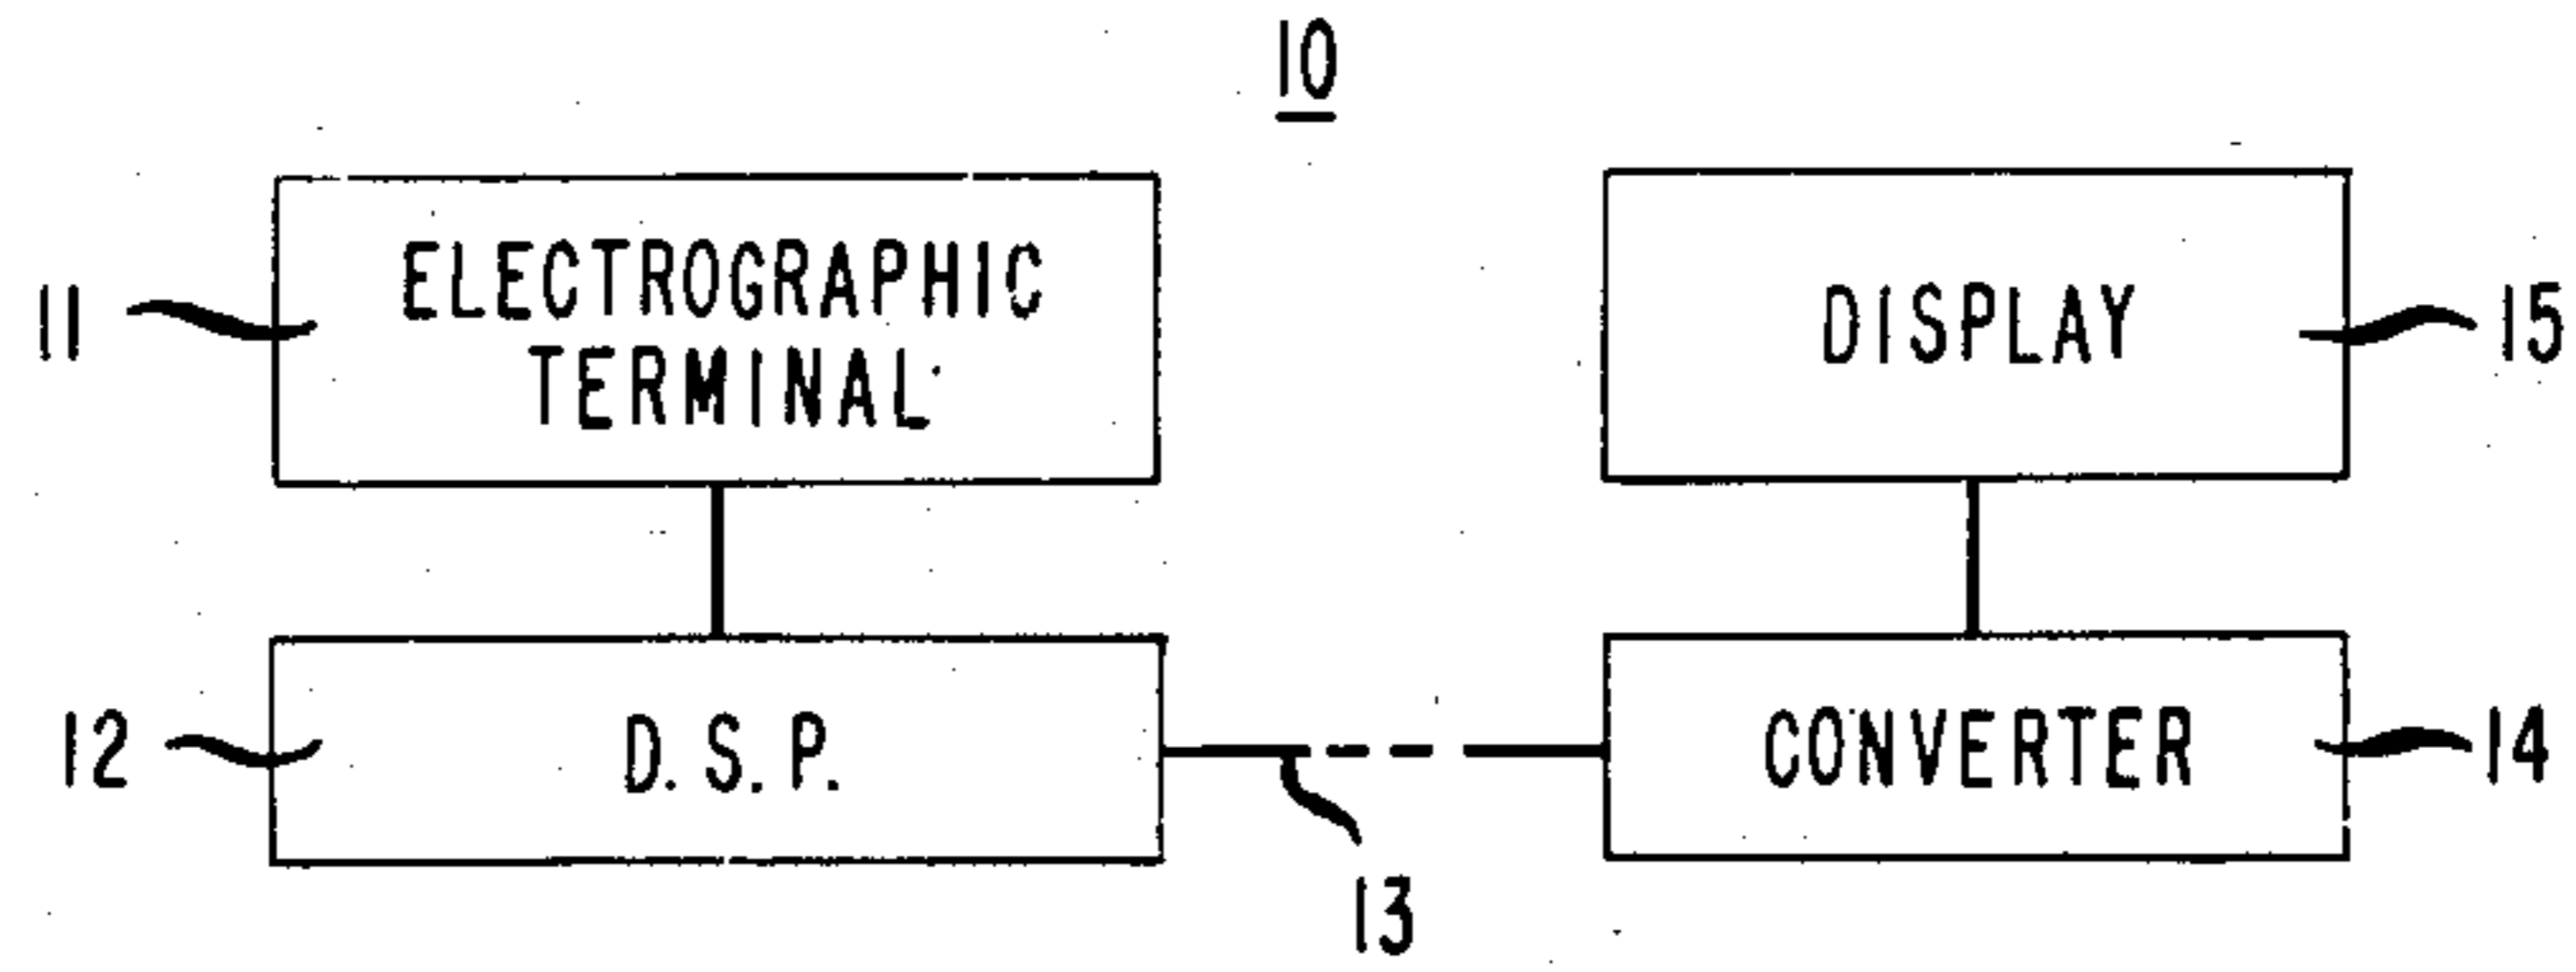 10
ELECTROGRAPHIC
TERMINAL
11
DISPLAY
15
12
D.S.P.
13
CONVERTER
14